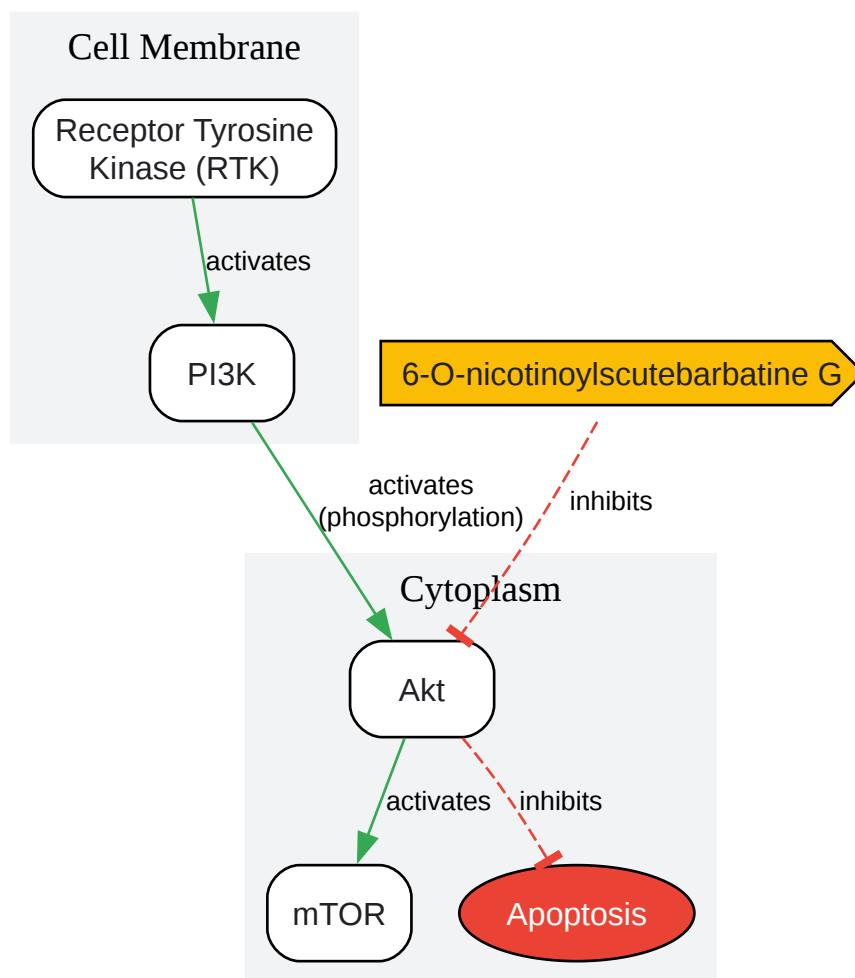 Cell Membrane
Receptor Tyrosine
Kinase (RTK)
activates
PI3K
6-O-nicotinoylscutebarbatine G
activates
(phosphorylation)
inhibits
Cytoplasm
Akt
activates
inhibits
mTOR
Apoptosis